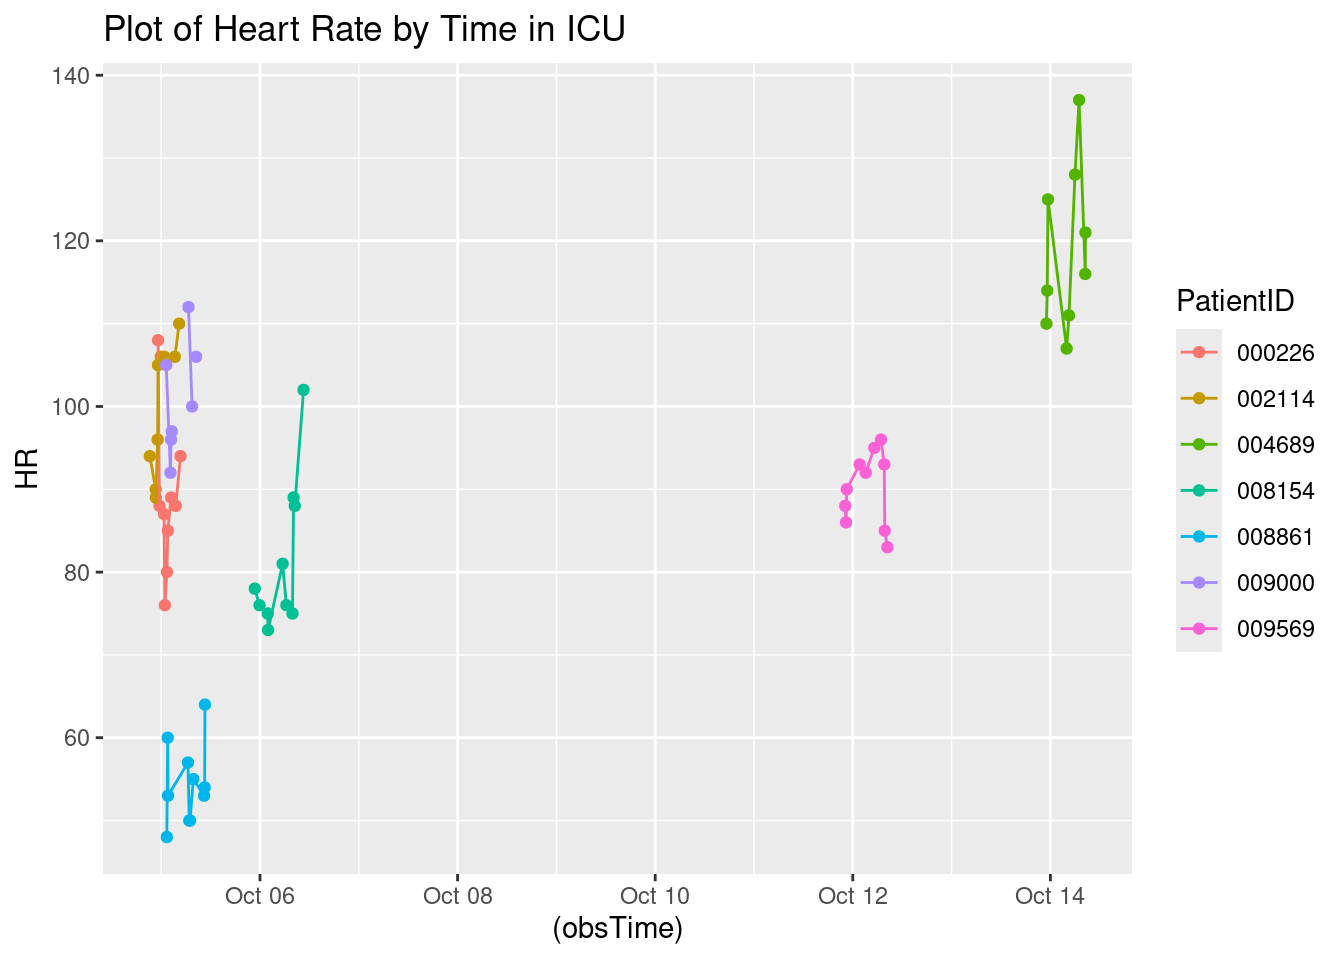 Plot of Heart Rate by Time in ICU
140
120
100
80
60
HR
Oct 06
Oct 08
Oct 10
Oct 12
Oct 14
(obsTime)
PatientID
000226
002114
004689
008154
008861
009000
009569